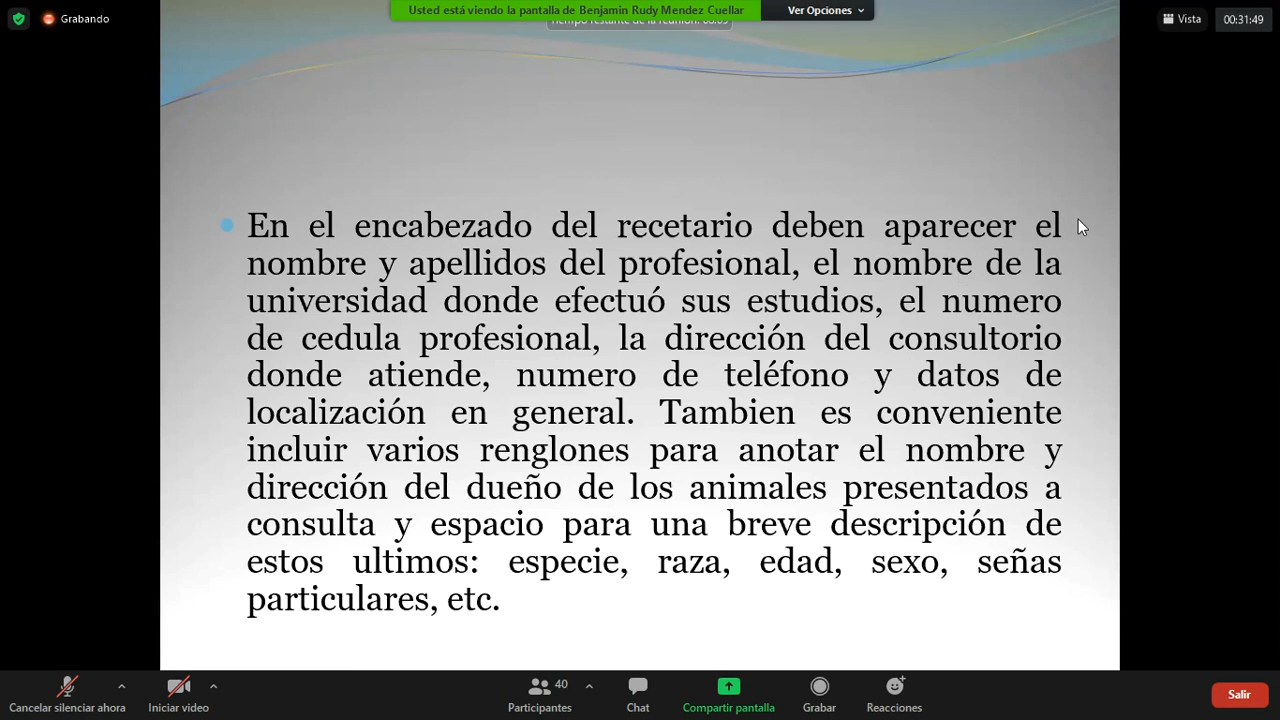 Usted está viendo la pantalla de Benjamin Rudy Mendez Cuellar
Ver Opciones
Grabando
Tiempo restante de la reunión:
Vista
00:31:49
En el encabezado del recetario deben aparecer el
nombre y apellidos del profesional, el nombre de la
universidad donde efectuó sus estudios, el numero
de cedula profesional, la dirección del consultorio
donde atiende, numero de teléfono y datos de
localización en general. Tambien es conveniente
incluir varios renglones para anotar el nombre y
dirección del dueño de los animales presentados a
consulta y espacio para una breve descripción de
estos ultimos: especie, raza, edad, sexo, señas
particulares, etc.
40
Cancelar silenciar ahora
Iniciar video
Participantes
Chat
Compartir pantalla
Grabar
Reacciones
Salir